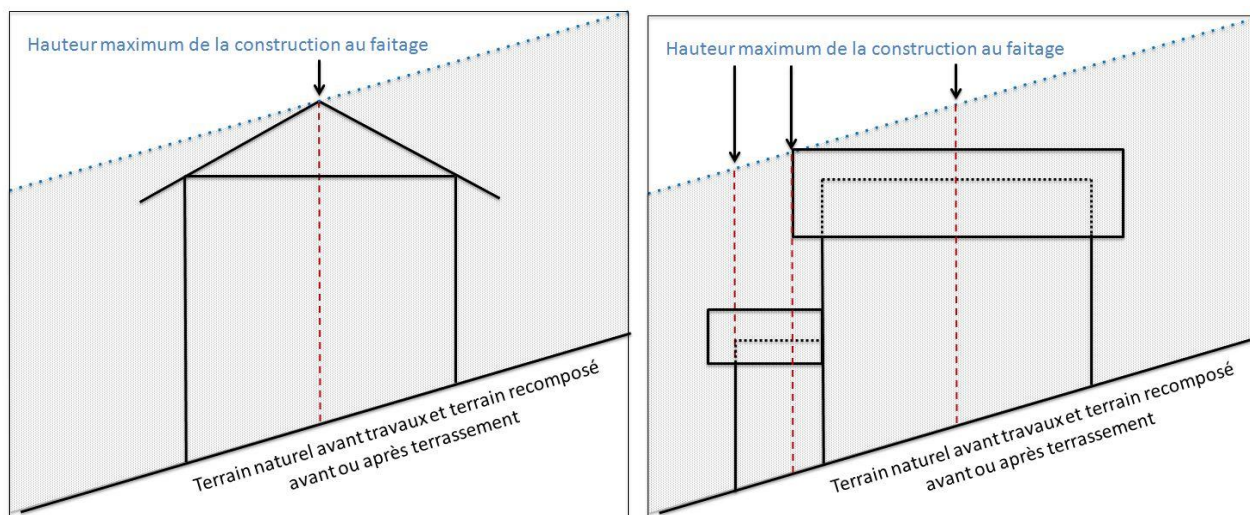 Hauteur maximum de la construction au faitage
Terrain naturel avant travaux et terrain recomposé
avant ou après terrassement
Hauteur maximum de la construction au faitage
Terrain naturel avant travaux et terrain recomposé
avant ou après terrassement